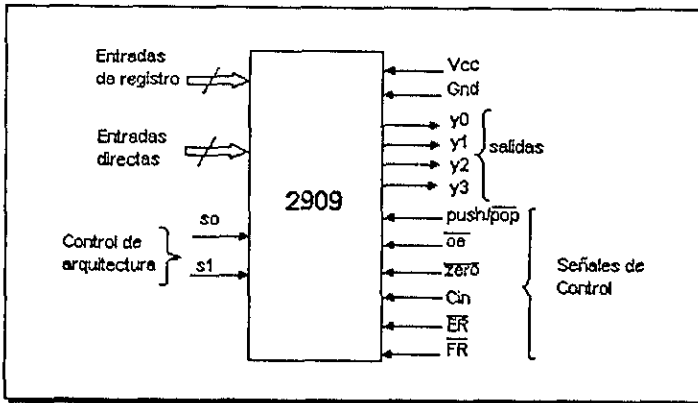 Entradas
de registro
Entradas
directas
Control de
arquitectura
so
s1
2909
Vcc
Gnd
y0
y1
y2
y3
salidas
push/pop
oe
zero
Cin
ER
FR
Señales de
Control